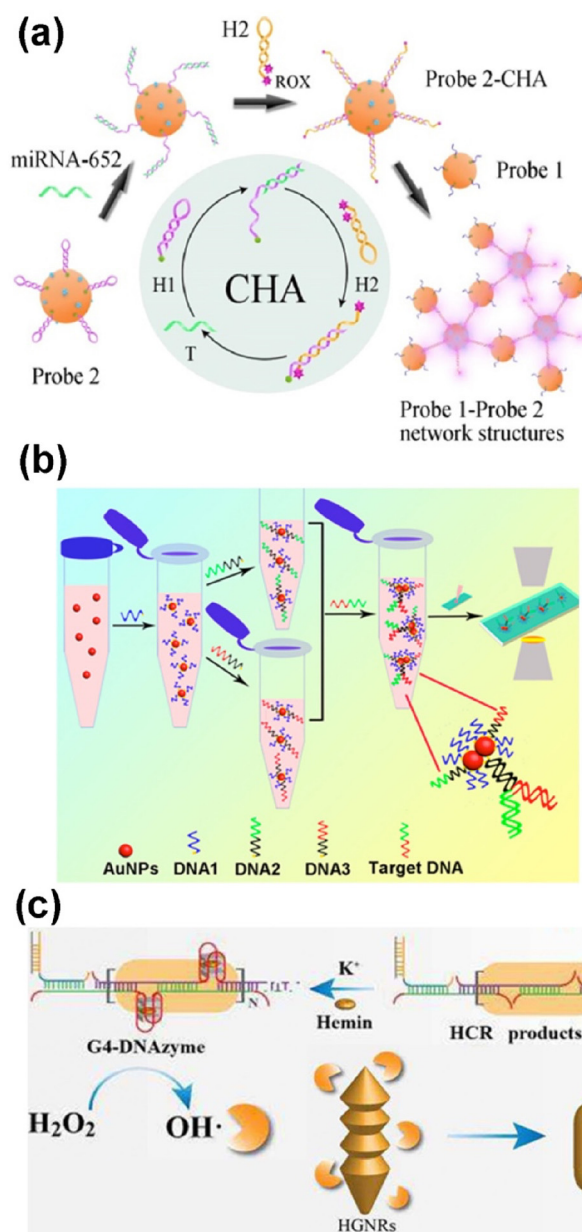 (a)
H2
ROX
Probe 2-CHA
miRNA-652
Probe 1
H1
CHA
H2
T
Probe 2
Probe 1-Probe 2
network structures
(b)
AuNPs
DNA1
DNA2
DNA3
Target DNA
(c)
K+
Hemin
N
G4-DNAzyme
HCR products
H₂O₂
OH·
HGNRs